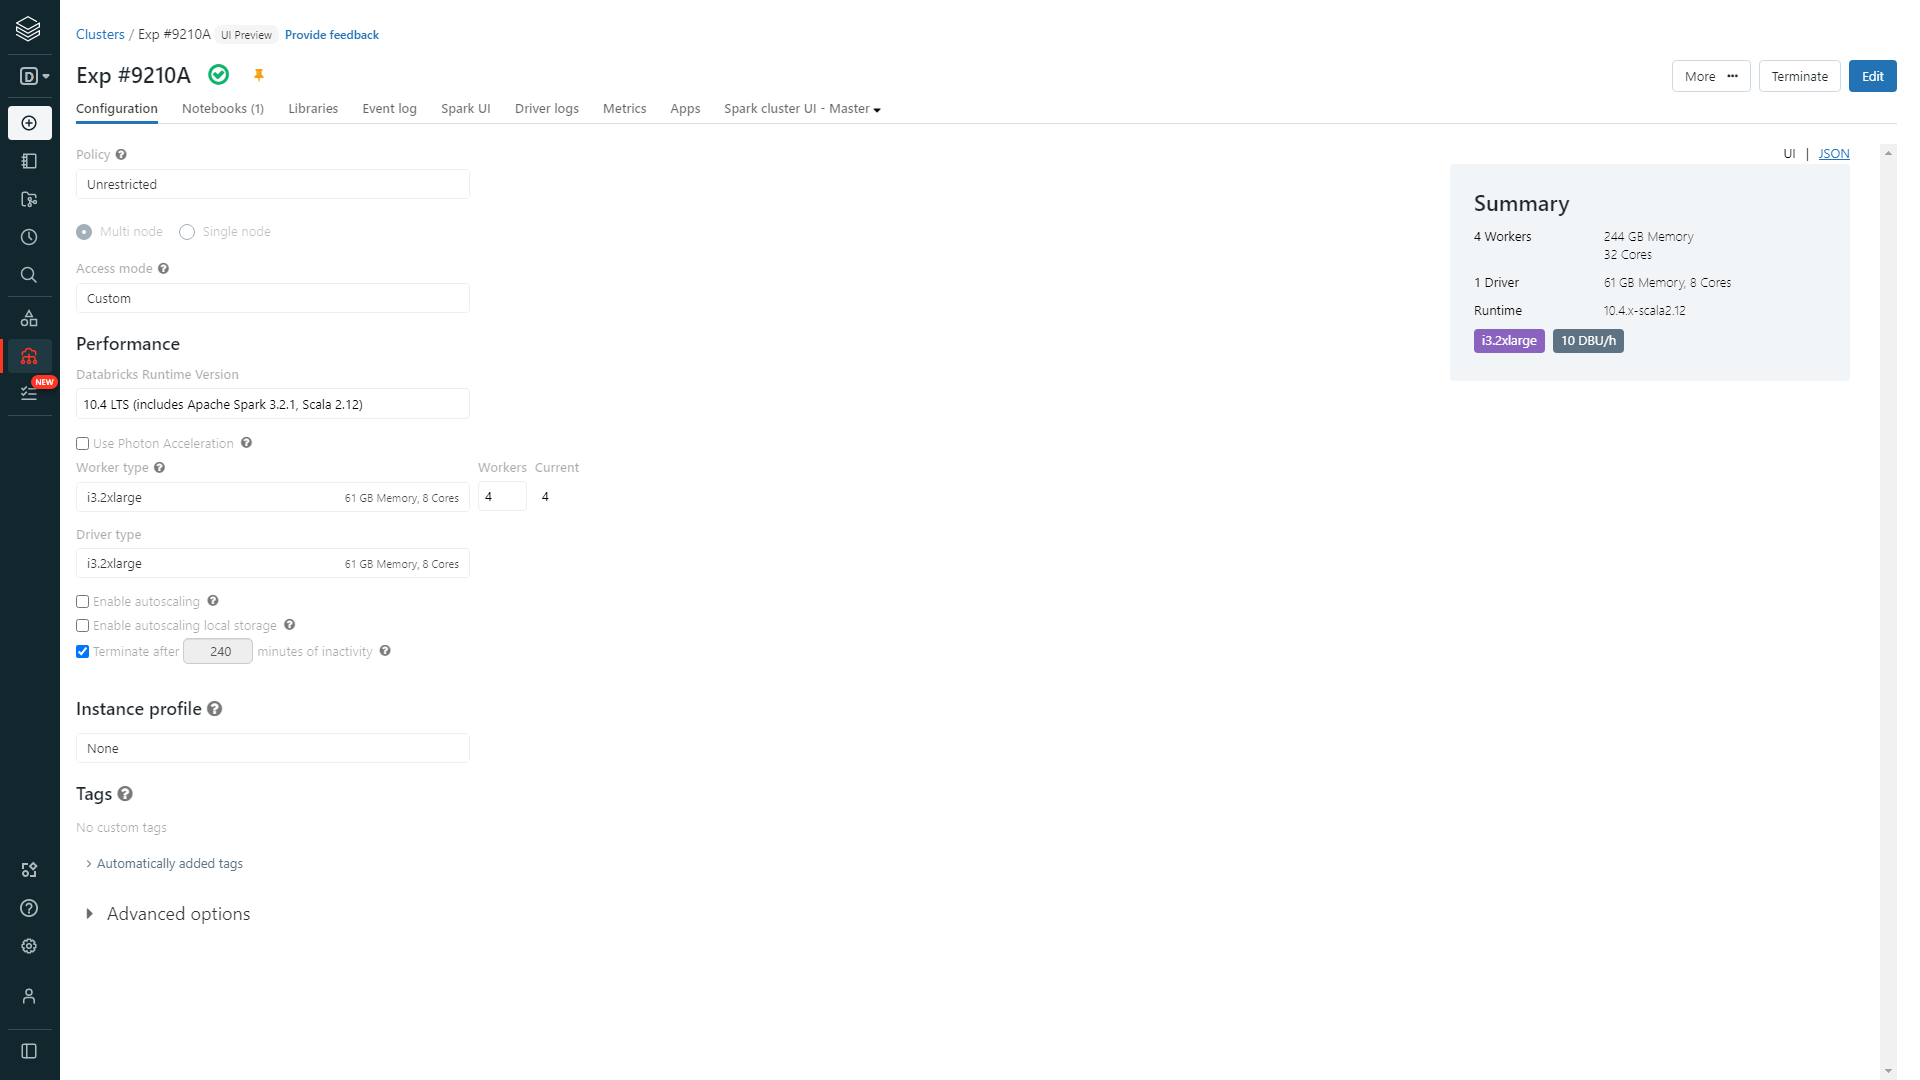 Clusters / Exp #9210A UI Preview Provide feedback
D
Exp #9210A
More ••• Terminate Edit
Configuration Notebooks (1) Libraries Event log Spark UI Driver logs Metrics Apps Spark cluster UI - Master
UI | JSON
Policy
Unrestricted
Multi node Single node
Access mode
Custom
Performance
Databricks Runtime Version
10.4 LTS (includes Apache Spark 3.2.1, Scala 2.12)
NEW
Use Photon Acceleration
Worker type Workers Current
i3.2xlarge 61 GB Memory, 8 Cores 4 4
Driver type
i3.2xlarge 61 GB Memory, 8 Cores
Enable autoscaling
Enable autoscaling local storage
Terminate after 240 minutes of inactivity
Instance profile
None
Tags
No custom tags
Automatically added tags
Advanced options
Summary
4 Workers 244 GB Memory
32 Cores
1 Driver 61 GB Memory, 8 Cores
Runtime 10.4.x-scala2.12
i3.2xlarge 10 DBU/h